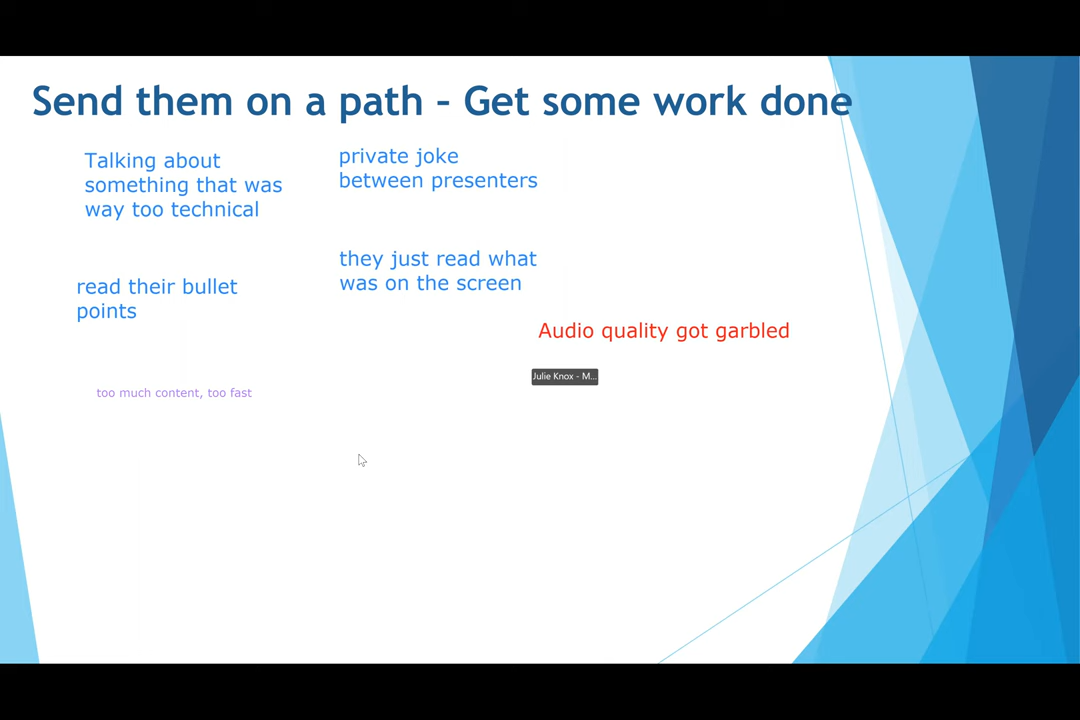 Send them on a path – Get some work done
Talking about
something that was
way too technical
private joke
between presenters
they just read what
was on the screen
read their bullet
points
Audio quality got garbled
Julie Knox - M...
too much content, too fast